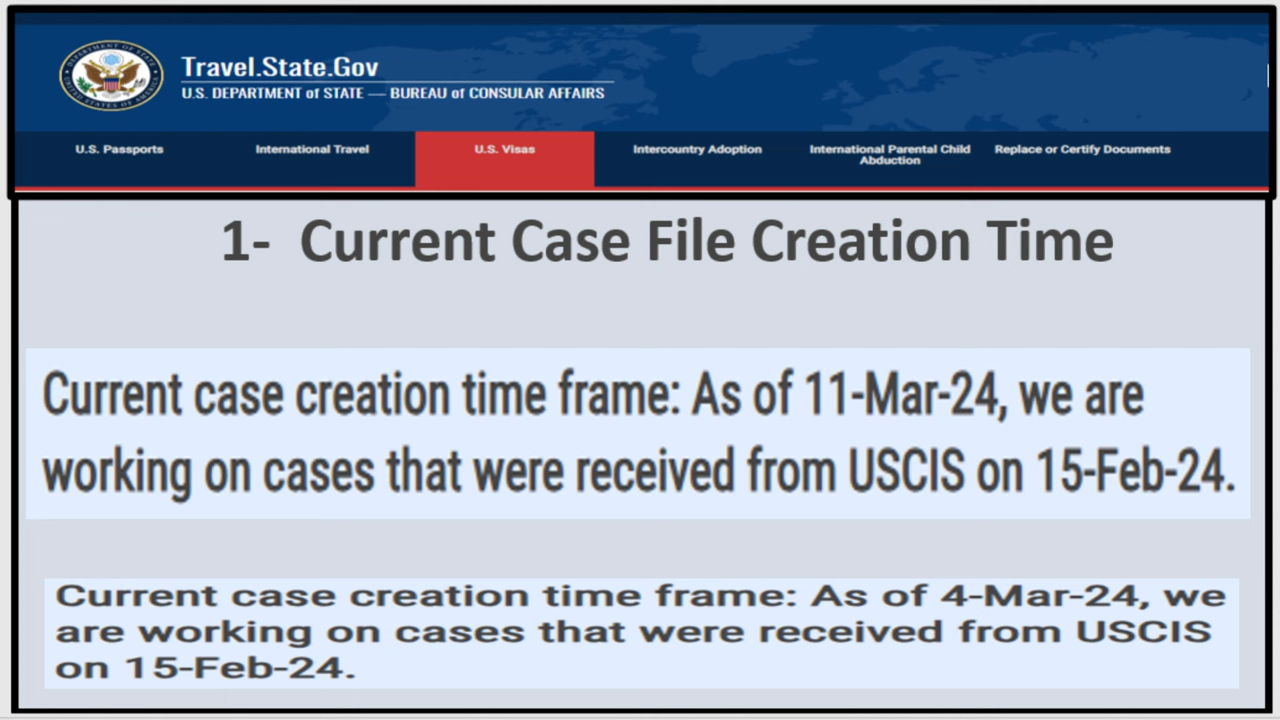 Travel.State.Gov
U.S. DEPARTMENT of STATE — BUREAU of CONSULAR AFFAIRS
U.S. Passports
International Travel
U.S. Visas
Intercountry Adoption
International Parental Child
Abduction
Replace or Certify Documents
1- Current Case File Creation Time
Current case creation time frame: As of 11-Mar-24, we are
working on cases that were received from USCIS on 15-Feb-24.
Current case creation time frame: As of 4-Mar-24, we
are working on cases that were received from USCIS
on 15-Feb-24.